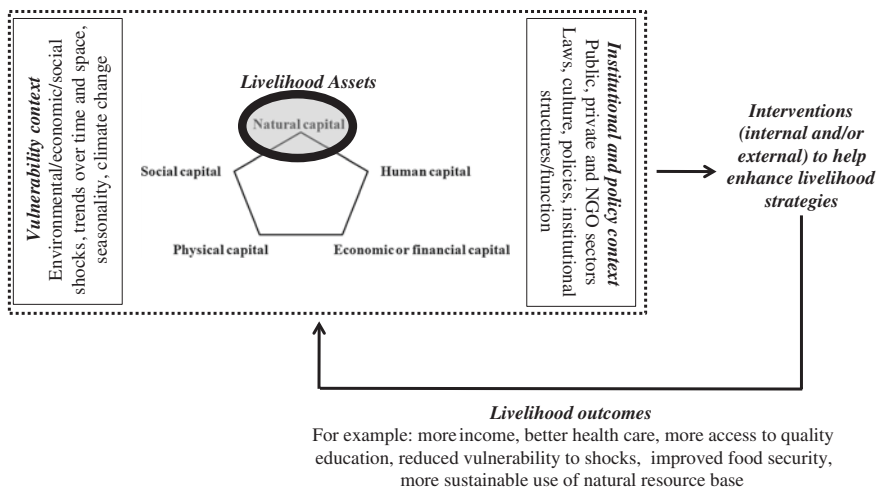 Vulnerability context
Environmental/economic/social
shocks, trends over time and space,
seasonality, climate change
Livelihood Assets
Natural capital
Social capital
Human capital
Physical capital
Economic or financial capital
Institutional and policy context
Public, private and NGO sectors
Laws, culture, policies, institutional
structures/function
Interventions
(internal and/or
external) to help
enhance livelihood
strategies
Livelihood outcomes
For example: more income, better health care, more access to quality
education, reduced vulnerability to shocks, improved food security,
more sustainable use of natural resource base